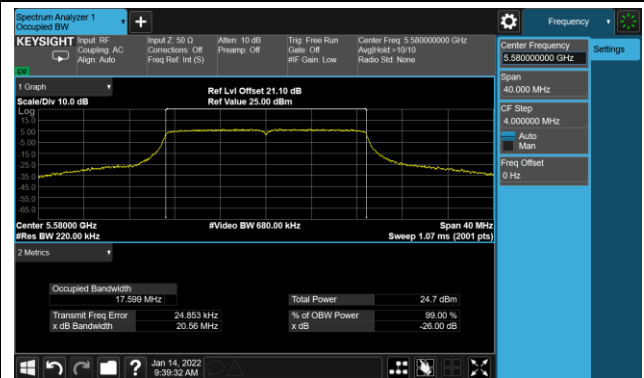 Spectrum Analyzer 1
Occupied BW
Frequency
KEYSIGHT
Input: RF
Coupling: AC
Align: Auto
Input Z: 50 Ω
Corrections: Off
Freq Ref: Int (S)
Atten: 10 dB
Preamp: Off
Trig: Free Run
Gate: Off
#IF Gain: Low
Center Freq: 5.580000000 GHz
Avg|Hold:>10/10
Radio Std: None
Center Frequency
5.580000000 GHz
Settings
Span
40.000 MHz
CF Step
4.000000 MHz
Auto
Man
Freq Offset
0 Hz
1 Graph
Scale/Div 10.0 dB
Ref Lvl Offset 21.10 dB
Ref Value 25.00 dBm
Log
15.0
5.00
-5.00
-15.0
-25.0
-35.0
-45.0
-55.0
-65.0
Center 5.58000 GHz
#Res BW 220.00 kHz
#Video BW 680.00 kHz
Span 40 MHz
Sweep 1.07 ms (2001 pts)
2 Metrics
Occupied Bandwidth
17.599 MHz
Transmit Freq Error 24.853 kHz
x dB Bandwidth 20.56 MHz
Total Power 24.7 dBm
% of OBW Power 99.00 %
x dB -26.00 dB
Jan 14, 2022
9:39:32 AM